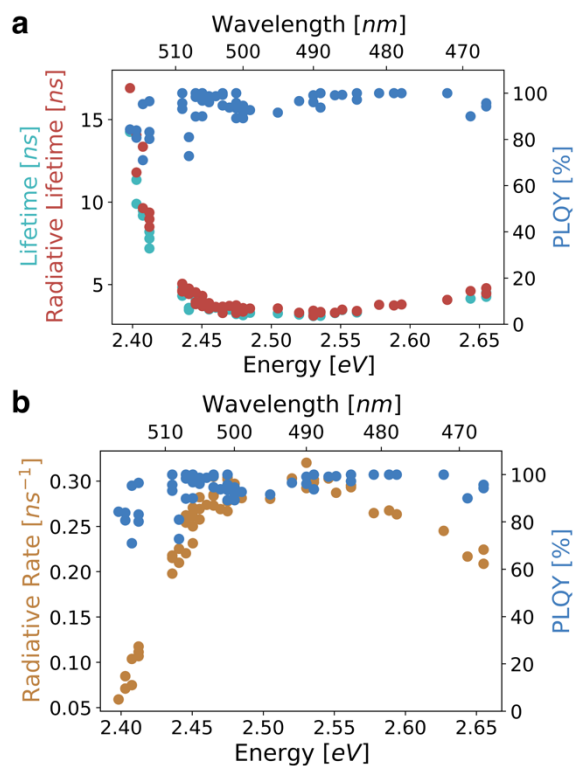 a
Wavelength [nm]
510 500 490 480 470
Lifetime [ns]
Radiative Lifetime [ns]
15
10
5
100
80
60
40
20
0
PLQY [%]
2.40 2.45 2.50 2.55 2.60 2.65
Energy [eV]
b
Wavelength [nm]
510 500 490 480 470
Radiative Rate [ns⁻¹]
0.30
0.25
0.20
0.15
0.10
0.05
100
80
60
40
20
0
PLQY [%]
2.40 2.45 2.50 2.55 2.60 2.65
Energy [eV]